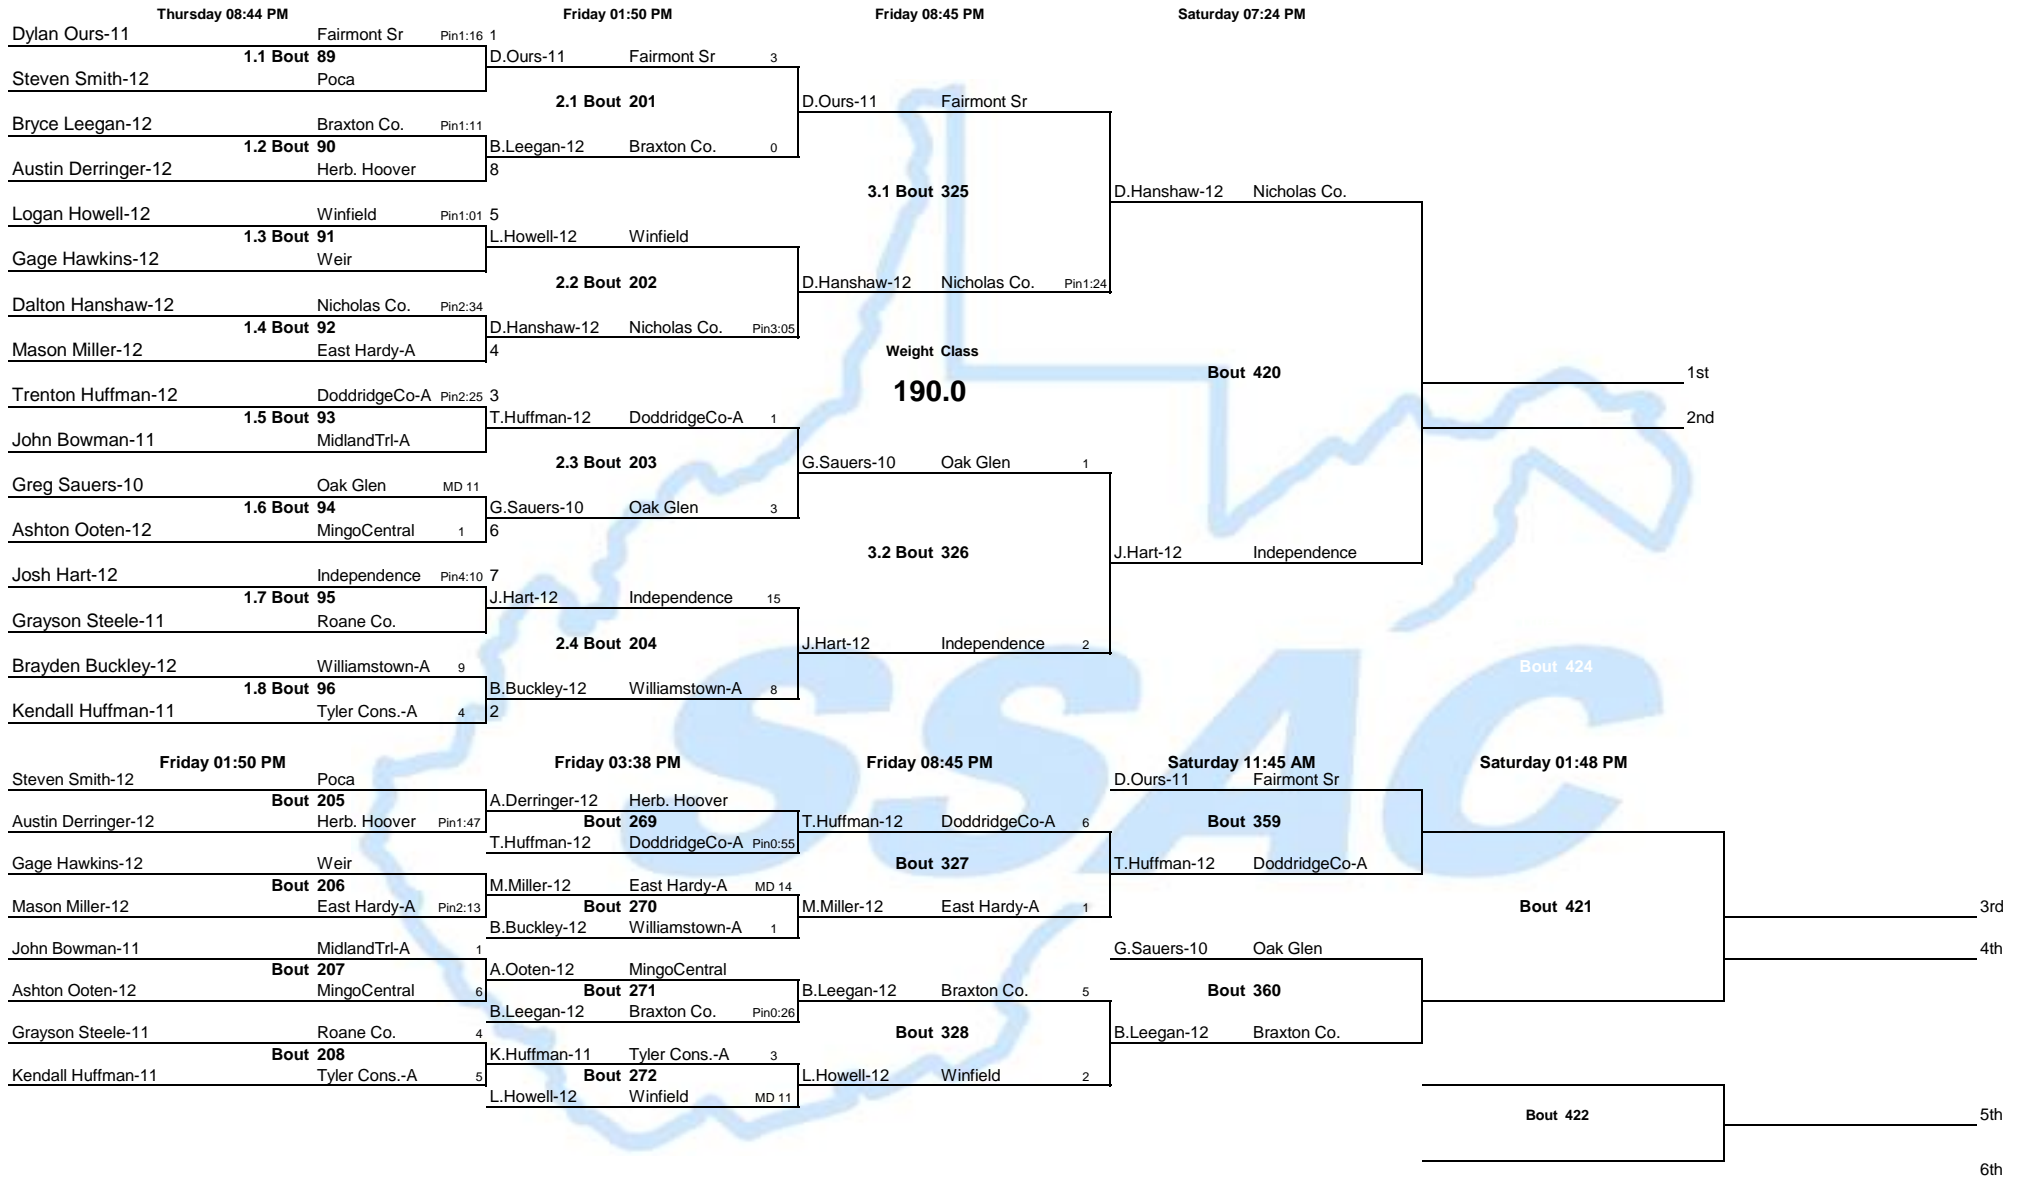 Thursday 08:44 PM Friday 01:50 PM Friday 08:45 PM Saturday 07:24 PM
Dylan Ours-11 Fairmont Sr Pin1:16 1
1.1 Bout 89 D.Ours-11 Fairmont Sr 3
Steven Smith-12 Poca
2.1 Bout 201 D.Ours-11 Fairmont Sr
Bryce Leegan-12 Braxton Co. Pin1:11
1.2 Bout 90 B.Leegan-12 Braxton Co. 0
Austin Derringer-12 Herb. Hoover 8
3.1 Bout 325 D.Hanshaw-12 Nicholas Co.
Logan Howell-12 Winfield Pin1:01 5
1.3 Bout 91 L.Howell-12 Winfield
Gage Hawkins-12 Weir
2.2 Bout 202 D.Hanshaw-12 Nicholas Co. Pin1:24
Dalton Hanshaw-12 Nicholas Co. Pin2:34
1.4 Bout 92 D.Hanshaw-12 Nicholas Co. Pin3:05
Mason Miller-12 East Hardy-A 4 Weight Class
Bout 420 1st
Trenton Huffman-12 DoddridgeCo-A Pin2:25 3 190.0
1.5 Bout 93 T.Huffman-12 DoddridgeCo-A 1 2nd
John Bowman-11 MidlandTrl-A
2.3 Bout 203 G.Sauers-10 Oak Glen 1
Greg Sauers-10 Oak Glen MD 11
1.6 Bout 94 G.Sauers-10 Oak Glen 3
Ashton Ooten-12 MingoCentral 1 6
3.2 Bout 326 J.Hart-12 Independence
Josh Hart-12 Independence Pin4:10 7
1.7 Bout 95 J.Hart-12 Independence 15
Grayson Steele-11 Roane Co.
2.4 Bout 204 J.Hart-12 Independence 2
Brayden Buckley-12 Williamstown-A 9 Bout 424
1.8 Bout 96 B.Buckley-12 Williamstown-A 8
Kendall Huffman-11 Tyler Cons.-A 4 2
SSAC
Friday 01:50 PM Friday 03:38 PM Friday 08:45 PM Saturday 11:45 AM Saturday 01:48 PM
Steven Smith-12 Poca D.Ours-11 Fairmont Sr
Bout 205 A.Derringer-12 Herb. Hoover
Austin Derringer-12 Herb. Hoover Pin1:47 Bout 269 T.Huffman-12 DoddridgeCo-A 6 Bout 359
T.Huffman-12 DoddridgeCo-A Pin0:55
Gage Hawkins-12 Weir Bout 327 T.Huffman-12 DoddridgeCo-A
Bout 206 M.Miller-12 East Hardy-A MD 14
Mason Miller-12 East Hardy-A Pin2:13 Bout 270 M.Miller-12 East Hardy-A 1 Bout 421 3rd
B.Buckley-12 Williamstown-A 1
John Bowman-11 MidlandTrl-A 1 G.Sauers-10 Oak Glen 4th
Bout 207 A.Ooten-12 MingoCentral
Ashton Ooten-12 MingoCentral 6 Bout 271 B.Leegan-12 Braxton Co. 5 Bout 360
B.Leegan-12 Braxton Co. Pin0:26
Grayson Steele-11 Roane Co. 4 Bout 328 B.Leegan-12 Braxton Co.
Bout 208 K.Huffman-11 Tyler Cons.-A 3
Kendall Huffman-11 Tyler Cons.-A 5 Bout 272 L.Howell-12 Winfield 2
L.Howell-12 Winfield MD 11
Bout 422 5th
6th